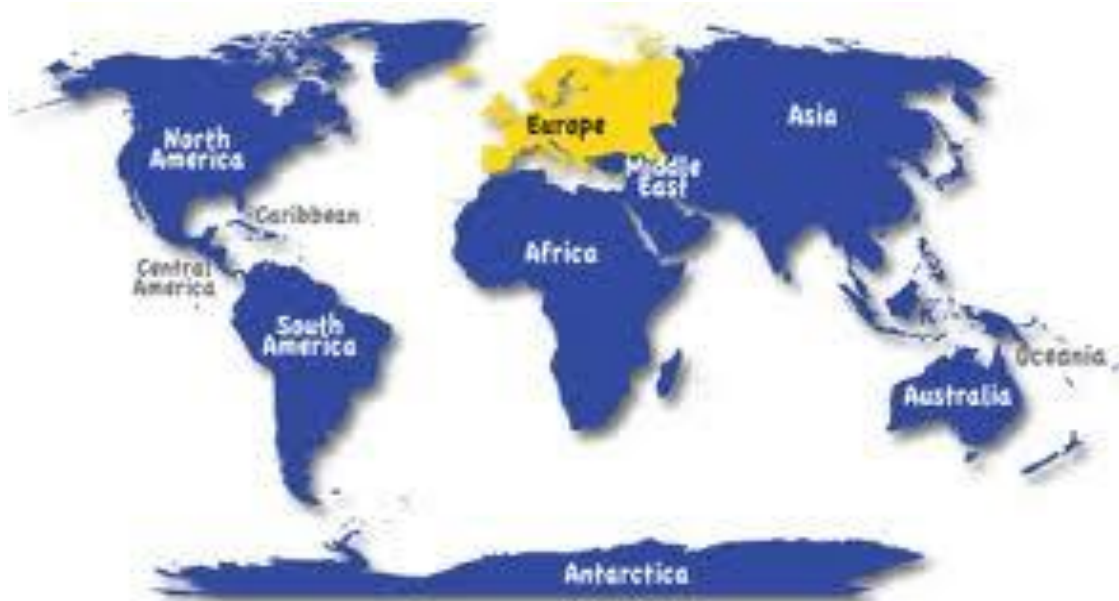 North
America
Europe
Asia
Middle
East
Caribbean
Africa
Central
America
South
America
Oceania
Australia
Antarctica